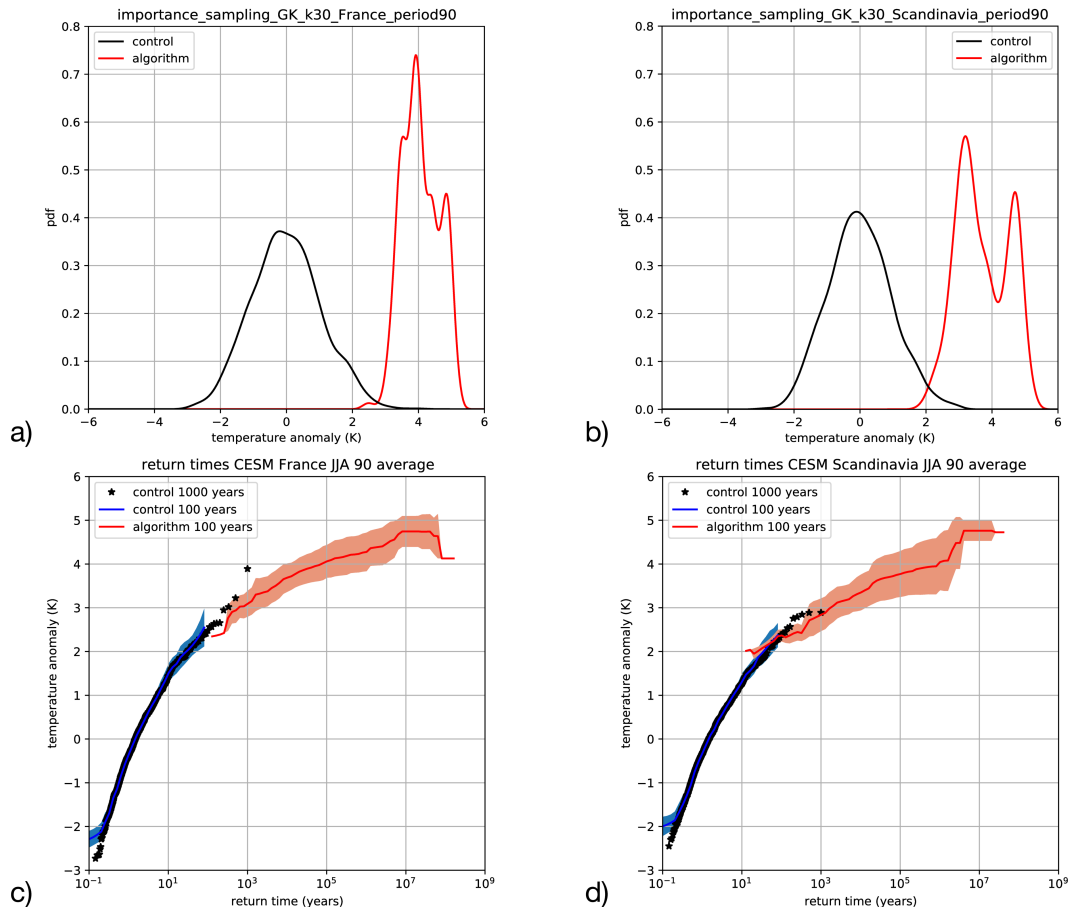 importance_sampling_GK_k30_France_period90
0.8
0.7
0.6
0.5
0.4
0.3
0.2
0.1
0.0
pdf
control
algorithm
−6
−4
−2
0
2
4
6
temperature anomaly (K)
a)
importance_sampling_GK_k30_Scandinavia_period90
0.8
0.7
0.6
0.5
0.4
0.3
0.2
0.1
0.0
pdf
control
algorithm
−6
−4
−2
0
2
4
6
temperature anomaly (K)
b)
return times CESM France JJA 90 average
6
5
4
3
2
1
0
−1
−2
−3
temperature anomaly (K)
control 1000 years
control 100 years
algorithm 100 years
10⁻¹
10¹
10³
10⁵
10⁷
10⁹
return time (years)
c)
return times CESM Scandinavia JJA 90 average
6
5
4
3
2
1
0
−1
−2
−3
temperature anomaly (K)
control 1000 years
control 100 years
algorithm 100 years
10⁻¹
10¹
10³
10⁵
10⁷
10⁹
return time (years)
d)